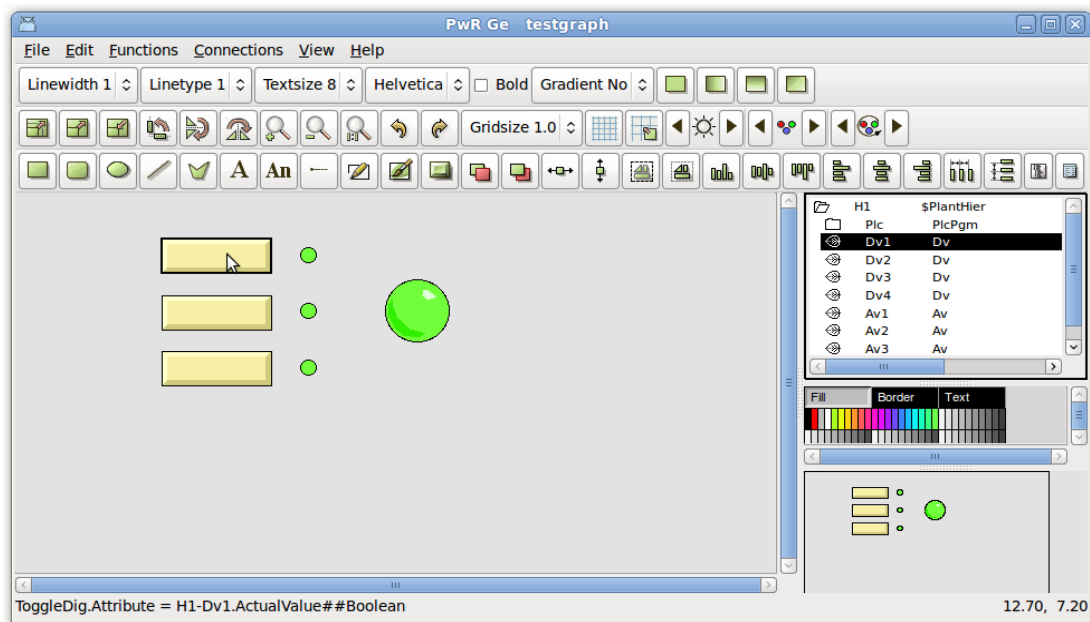 PwR Ge testgraph
File Edit Functions Connections View Help
Linewidth 1 Linetype 1 Textsize 8 Helvetica Bold Gradient No
Gridsize 1.0
A An
H1 $PlantHier
Plc PlcPgm
Dv1 Dv
Dv2 Dv
Dv3 Dv
Dv4 Dv
Av1 Av
Av2 Av
Av3 Av
Fill Border Text
ToggleDig.Attribute = H1-Dv1.ActualValue##Boolean 12.70, 7.20